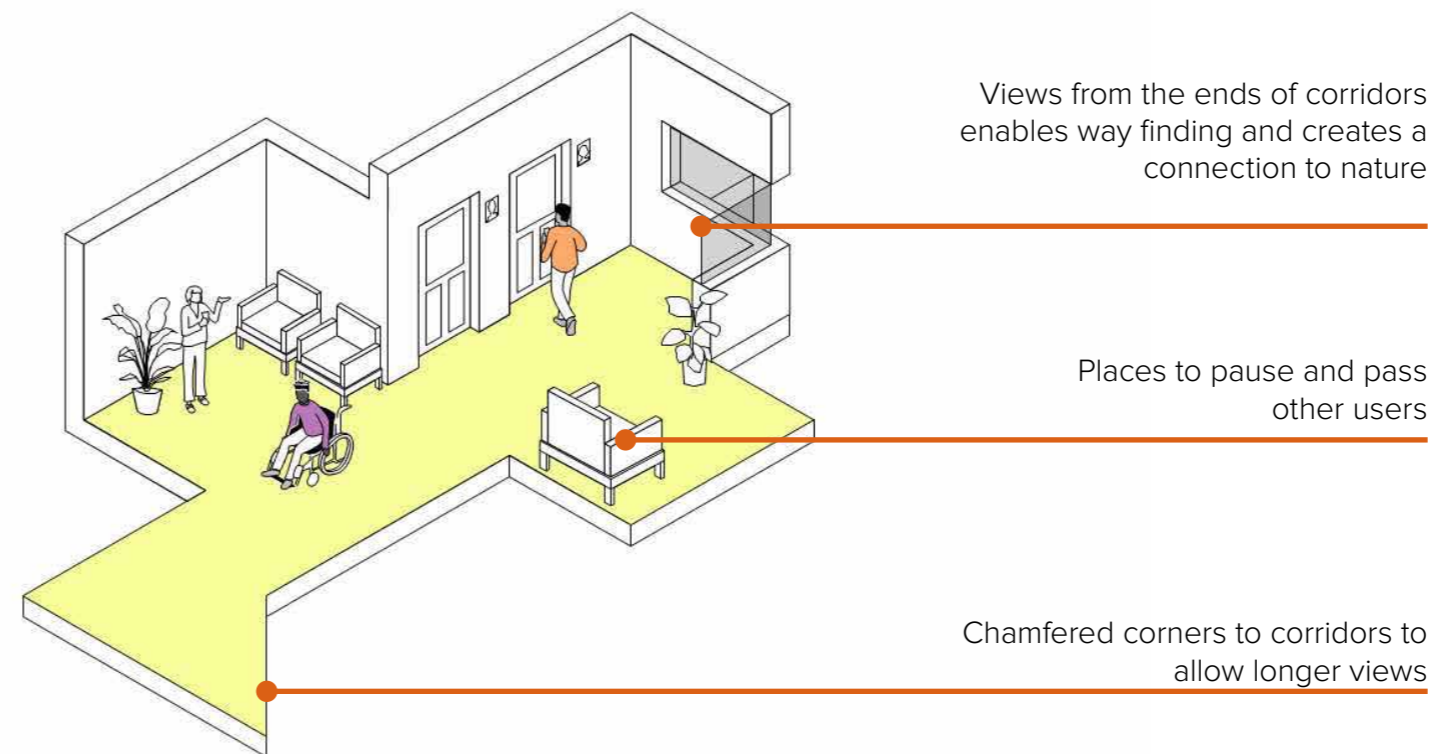 Views from the ends of corridors
enables way finding and creates a
connection to nature
Places to pause and pass
other users
Chamfered corners to corridors to
allow longer views